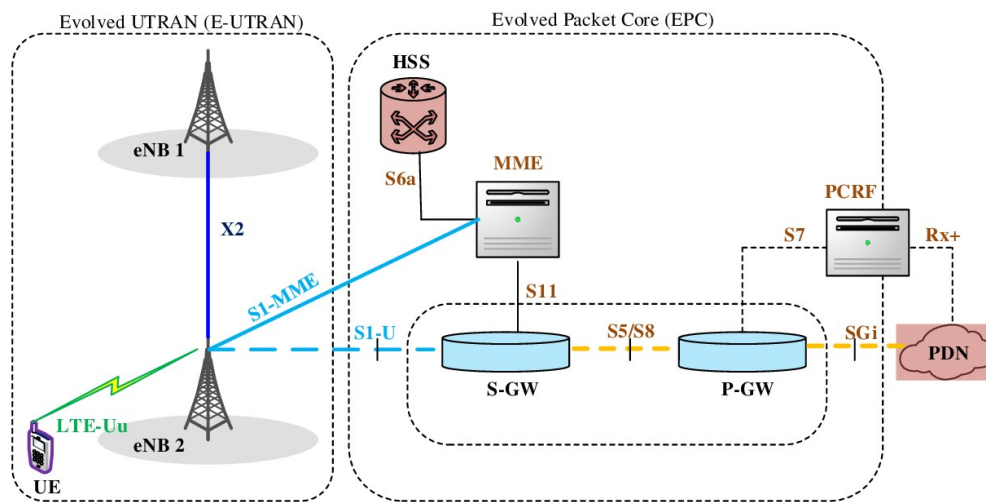 Evolved UTRAN (E-UTRAN)
Evolved Packet Core (EPC)
HSS
eNB 1
S6a
MME
PCRF
X2
S7
Rx+
S1-MME
S11
S1-U
S5/S8
SGi
PDN
S-GW
P-GW
LTE-Uu
eNB 2
UE